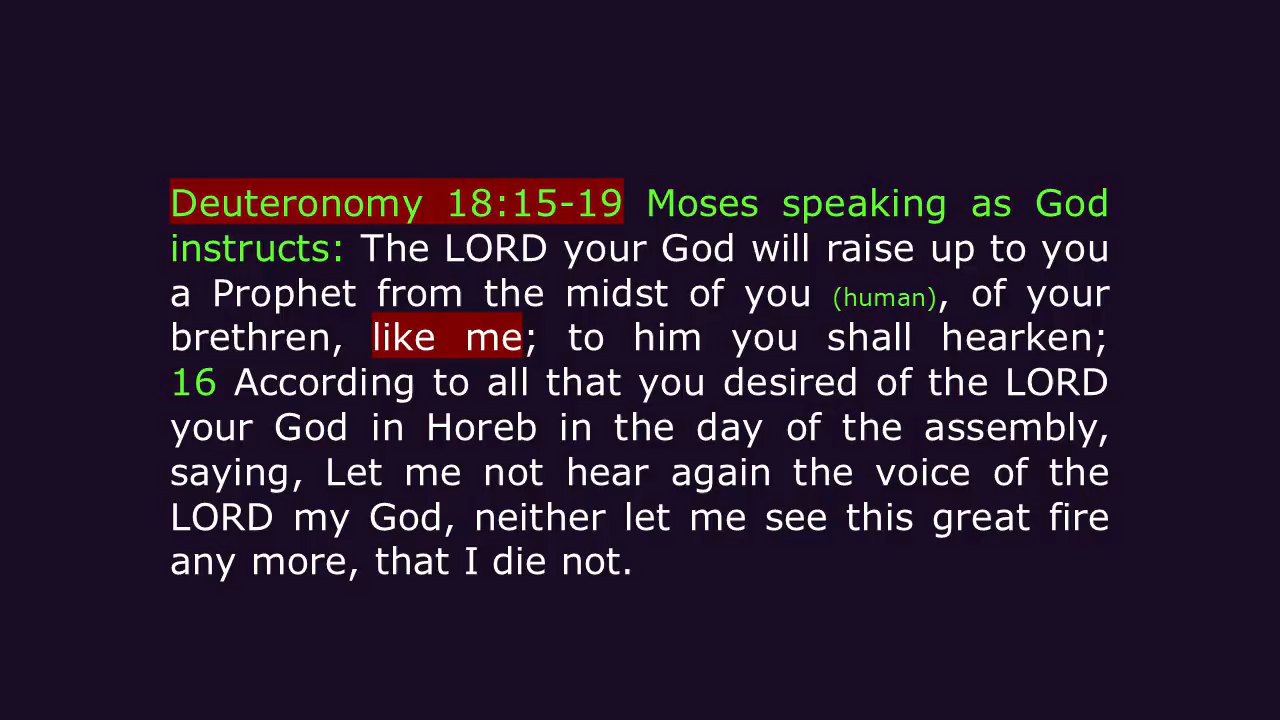 Deuteronomy 18:15-19 Moses speaking as God
instructs: The LORD your God will raise up to you
a Prophet from the midst of you (human), of your
brethren, like me; to him you shall hearken;
16 According to all that you desired of the LORD
your God in Horeb in the day of the assembly,
saying, Let me not hear again the voice of the
LORD my God, neither let me see this great fire
any more, that I die not.